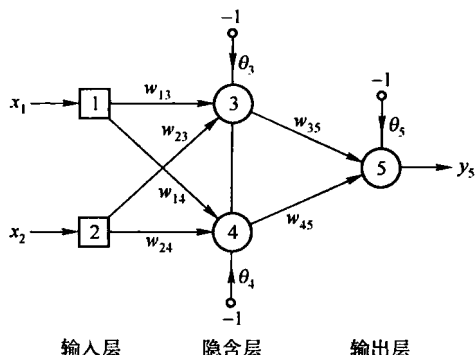 -1
θ₃
x₁ 1 w₁₃ 3 -1
w₂₃ w₃₅ θ₅
5 y₅
w₁₄
x₂ 2 w₂₄ 4 w₄₅
θ₄
-1
输入层 隐含层 输出层